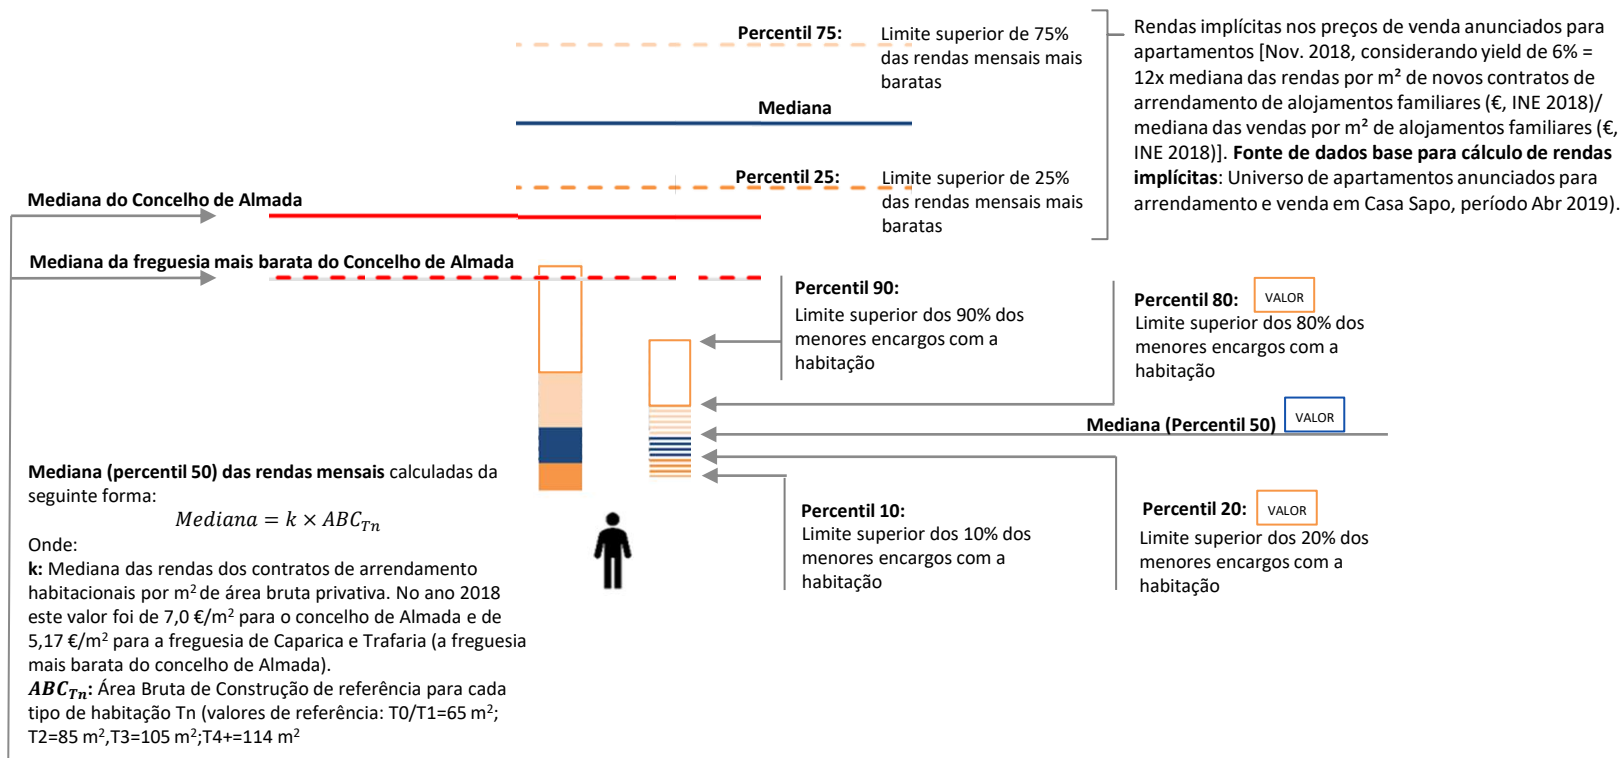 Percentil 75:
Limite superior de 75%
das rendas mensais mais
baratas
Mediana
Percentil 25:
Limite superior de 25%
das rendas mensais mais
baratas
Rendas implícitas nos preços de venda anunciados para
apartamentos [Nov. 2018, considerando yield de 6% =
12x mediana das rendas por m² de novos contratos de
arrendamento de alojamentos familiares (€, INE 2018)/
mediana das vendas por m² de alojamentos familiares (€,
INE 2018)]. Fonte de dados base para cálculo de rendas
implícitas: Universo de apartamentos anunciados para
arrendamento e venda em Casa Sapo, período Abr 2019).
Mediana do Concelho de Almada
Mediana da freguesia mais barata do Concelho de Almada
Percentil 90:
Limite superior dos 90% dos
menores encargos com a
habitação
Percentil 80: VALOR
Limite superior dos 80% dos
menores encargos com a
habitação
Mediana (Percentil 50) VALOR
Mediana (percentil 50) das rendas mensais calculadas da
seguinte forma:
Mediana = k × ABC_Tn
Onde:
k: Mediana das rendas dos contratos de arrendamento
habitacionais por m² de área bruta privativa. No ano 2018
este valor foi de 7,0 €/m² para o concelho de Almada e de
5,17 €/m² para a freguesia de Caparica e Trafaria (a freguesia
mais barata do concelho de Almada).
ABC_Tn: Área Bruta de Construção de referência para cada
tipo de habitação Tn (valores de referência: T0/T1=65 m²;
T2=85 m²,T3=105 m²;T4+=114 m²
Percentil 10:
Limite superior dos 10% dos
menores encargos com a
habitação
Percentil 20: VALOR
Limite superior dos 20% dos
menores encargos com a
habitação